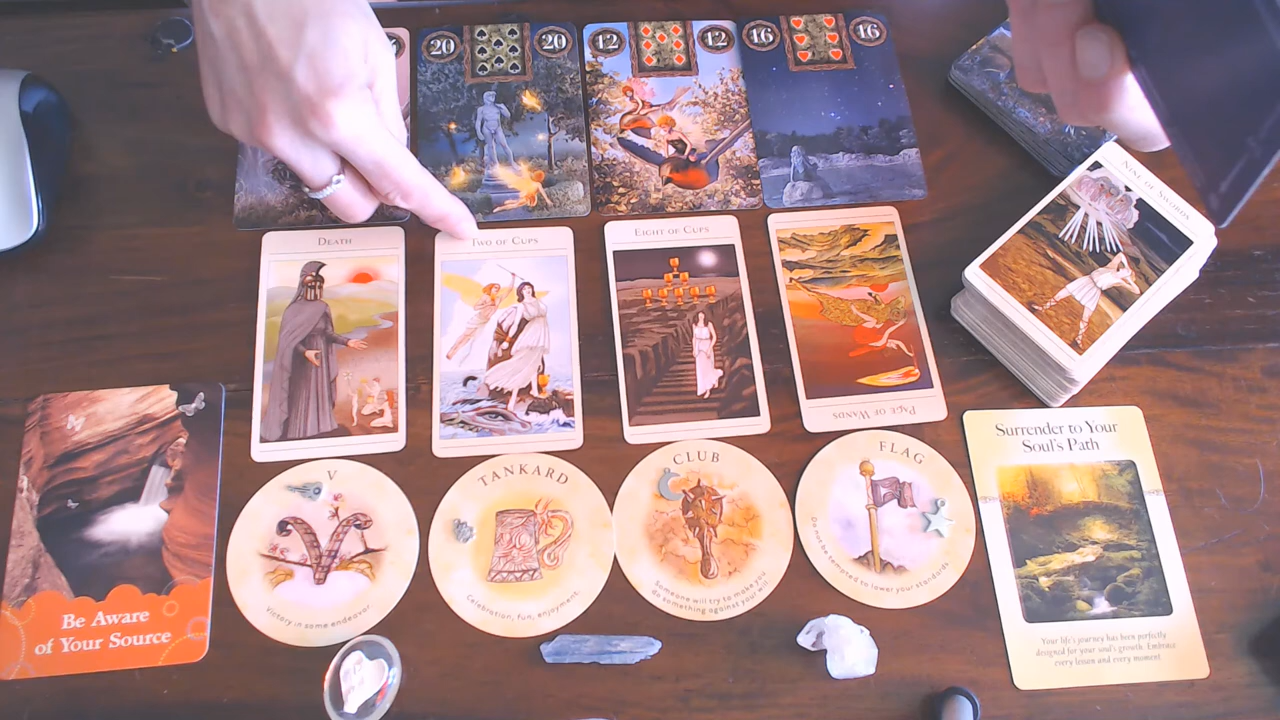 20 20
12 12
16 16
DEATH
TWO OF CUPS
EIGHT OF CUPS
PAGE OF WANDS
NINE OF SWORDS
Be Aware
of Your Source
V
Victory in some endeavor.
TANKARD
Celebration, fun, enjoyment.
CLUB
Someone will try to make you
do something against your will.
FLAG
Do not be tempted to lower your standards.
Surrender to Your
Soul's Path
Your life's journey has been perfectly
designed for your soul's growth. Embrace
every lesson and every moment.